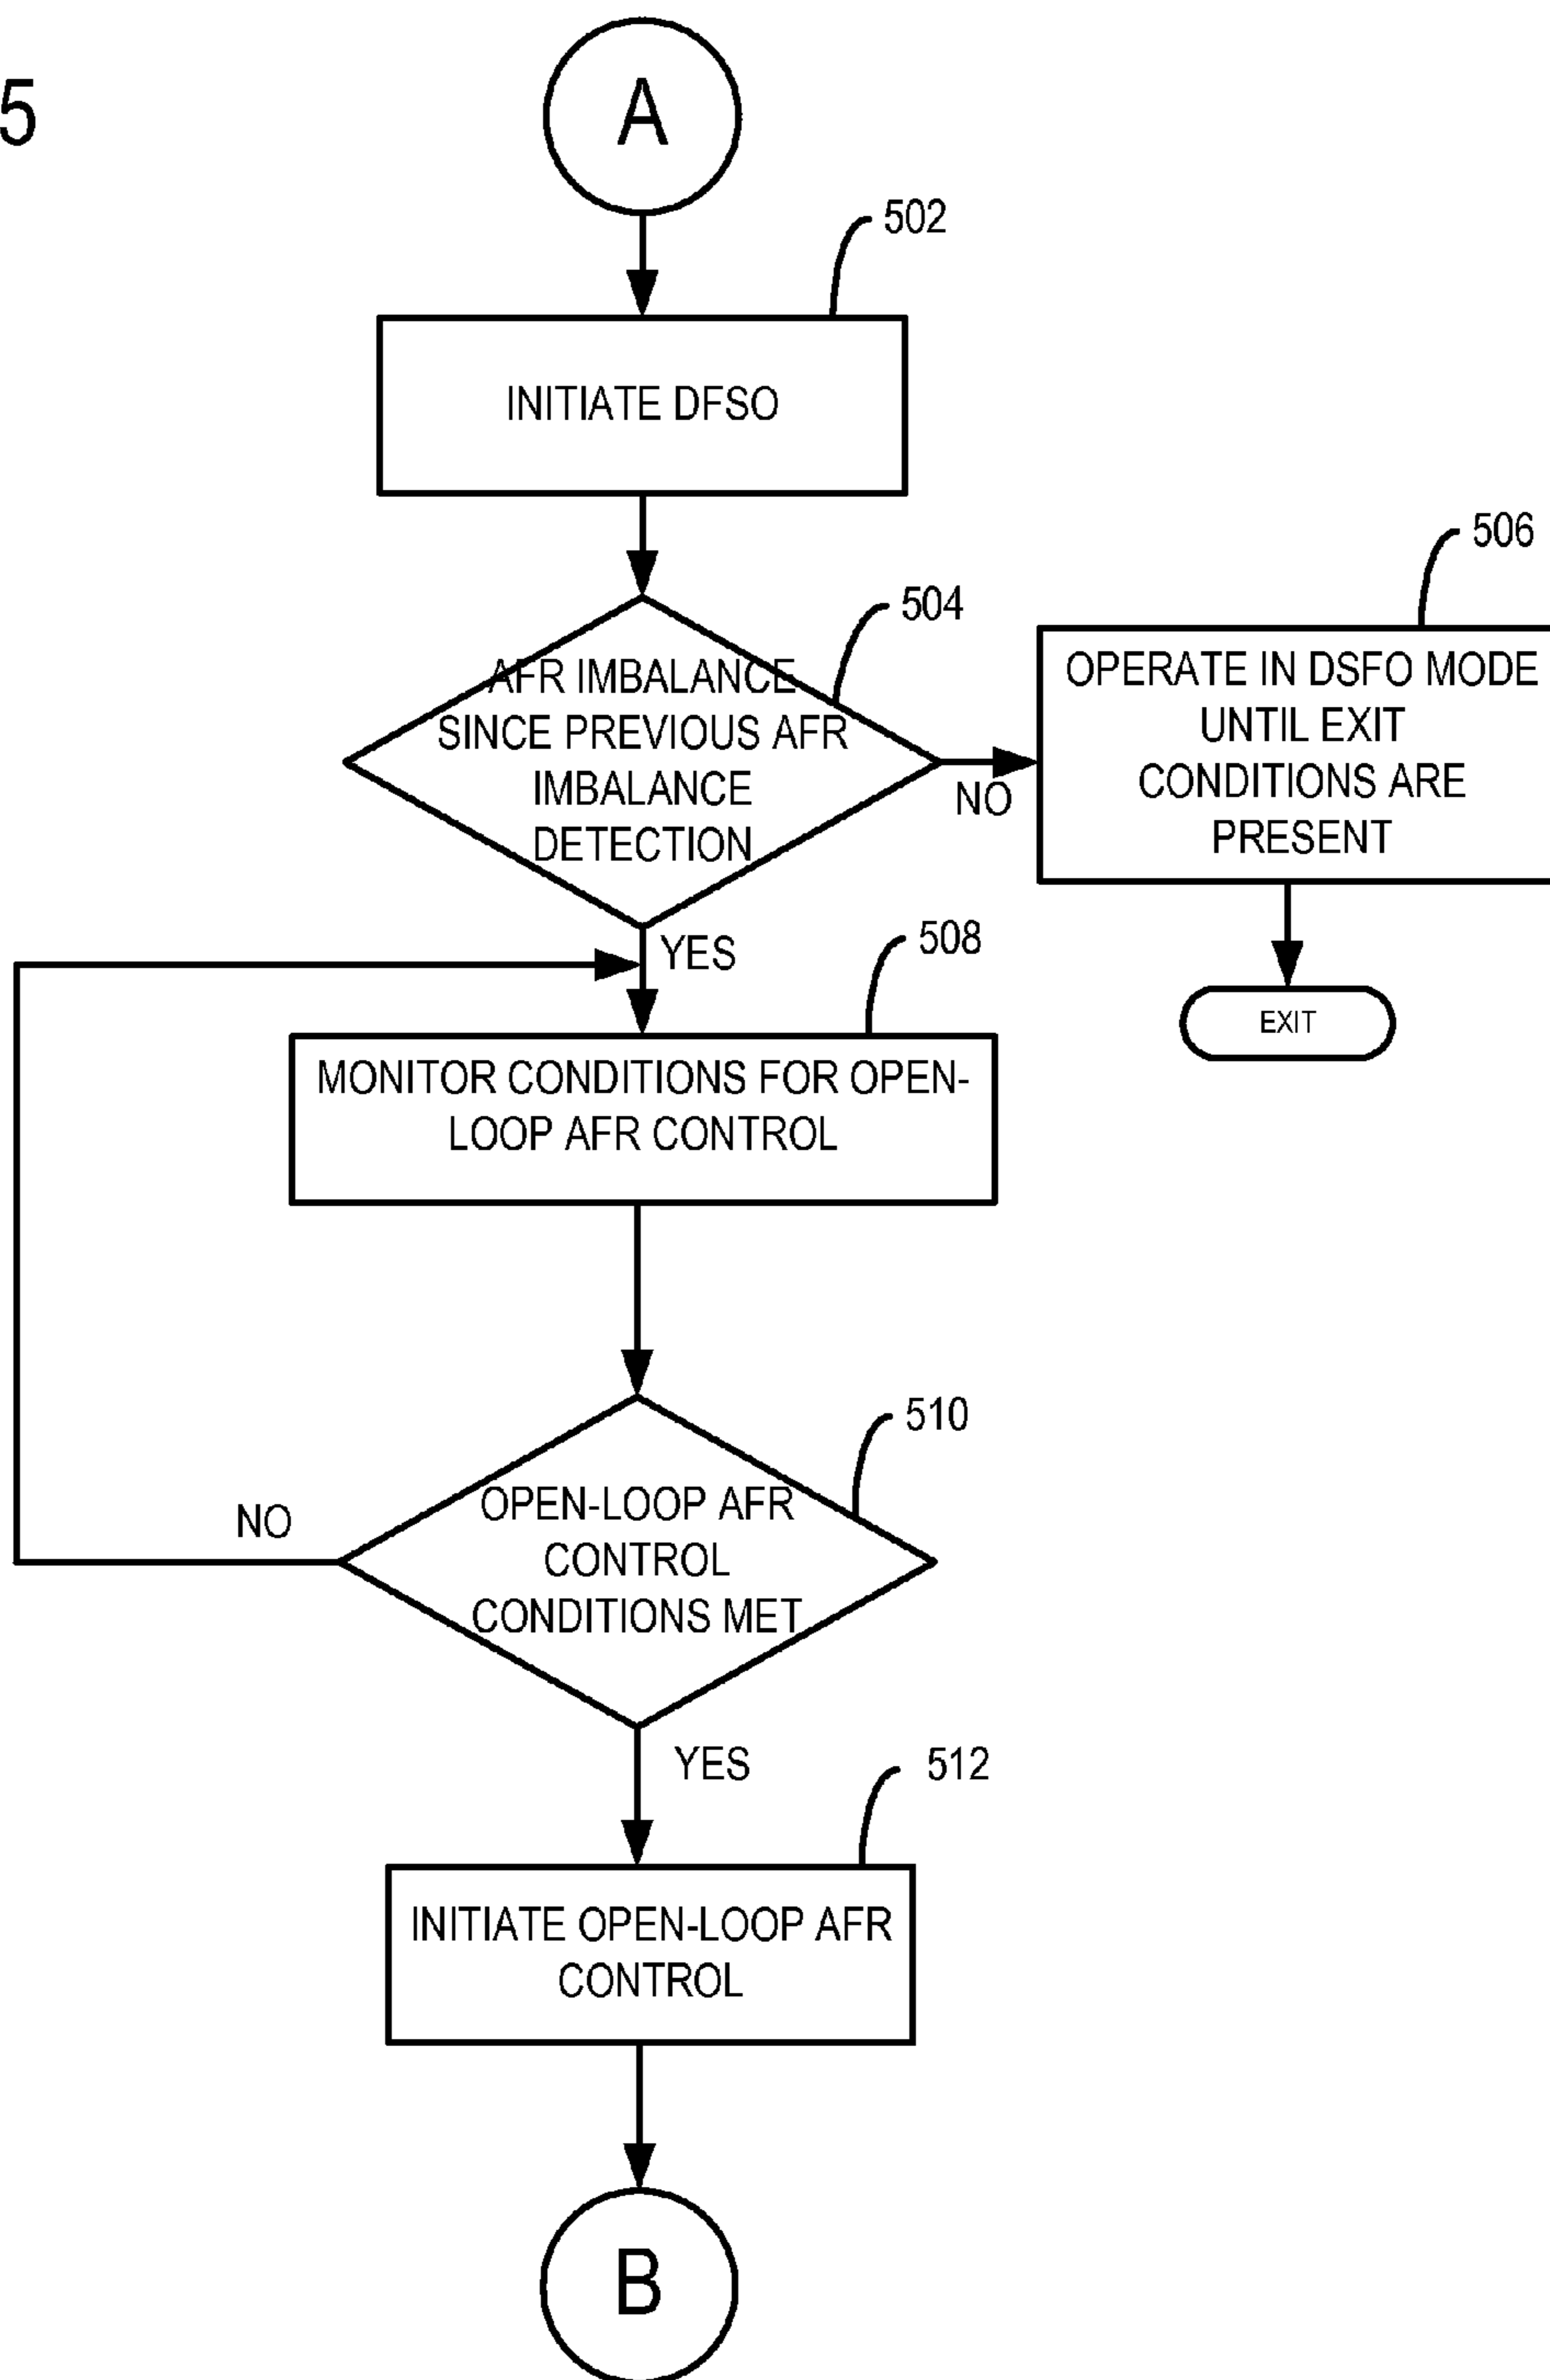 5
A
502
INITIATE DFSO
504
AFR IMBALANCE
SINCE PREVIOUS AFR
IMBALANCE
DETECTION
NO
506
OPERATE IN DSFO MODE
UNTIL EXIT
CONDITIONS ARE
PRESENT
EXIT
YES
508
MONITOR CONDITIONS FOR OPEN-
LOOP AFR CONTROL
510
OPEN-LOOP AFR
CONTROL
CONDITIONS MET
NO
YES
512
INITIATE OPEN-LOOP AFR
CONTROL
B